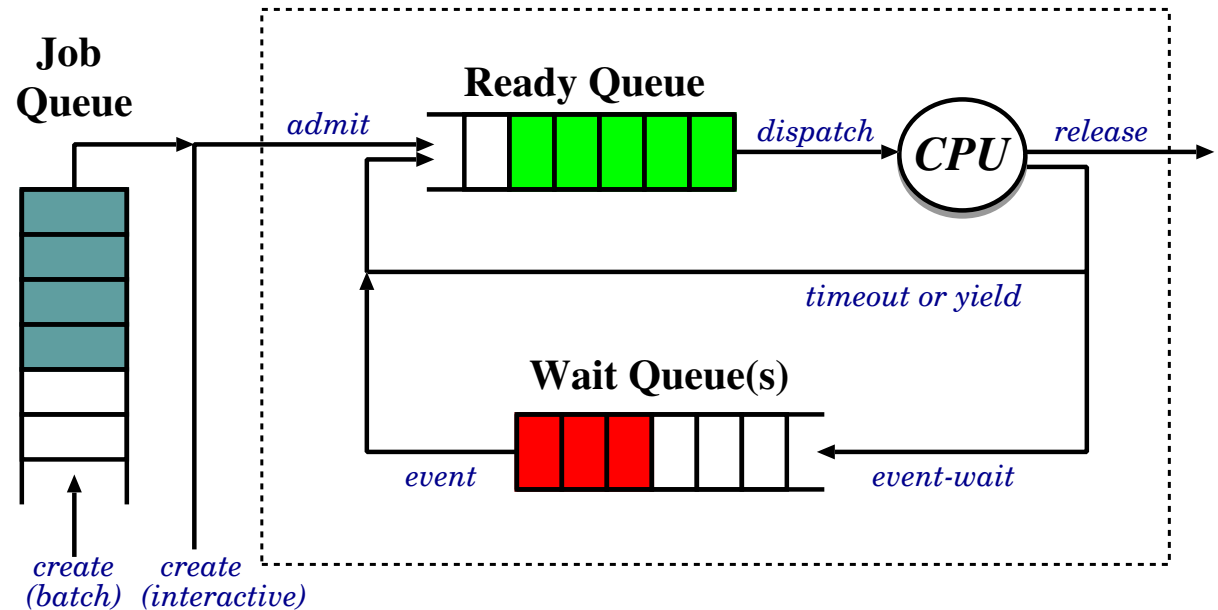 Job
Queue
Ready Queue
admit
dispatch
CPU
release
timeout or yield
Wait Queue(s)
event
event-wait
create
(batch)
create
(interactive)